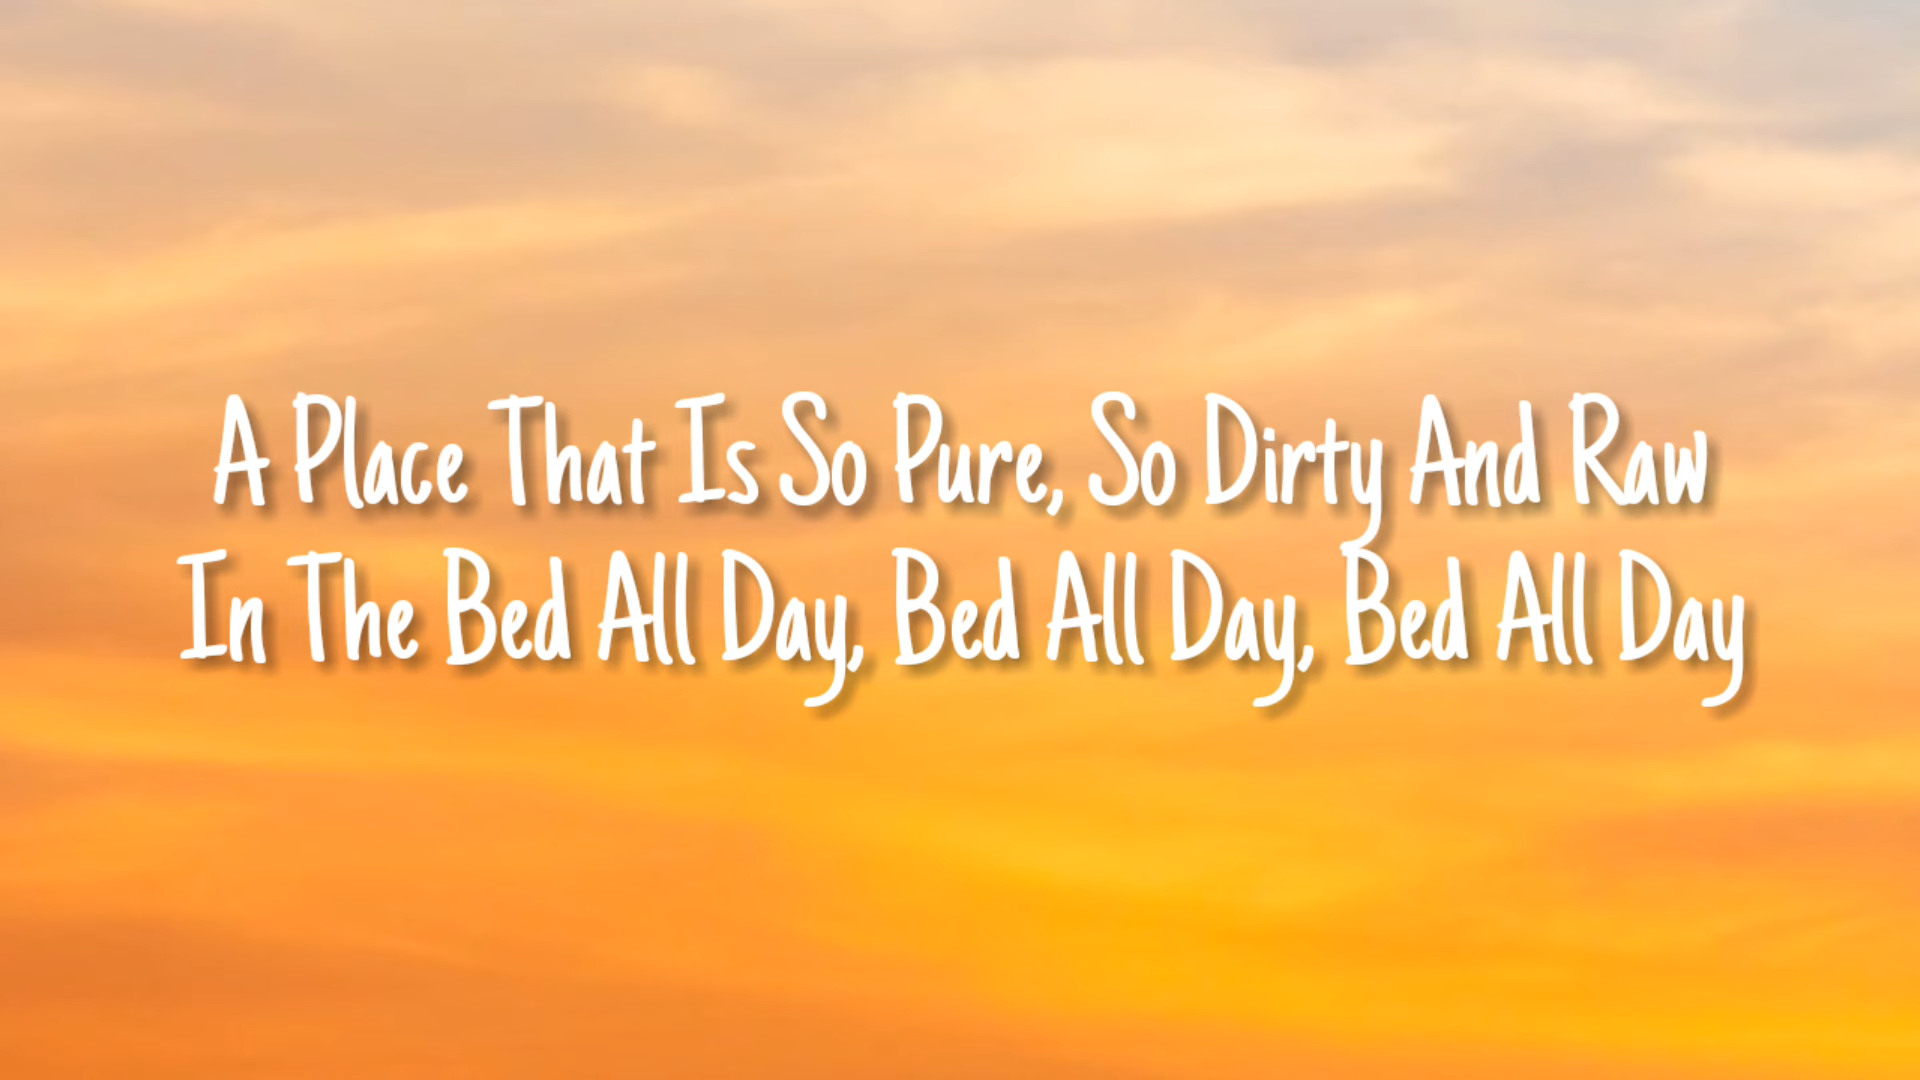 A Place That Is So Pure, So Dirty And Raw
In The Bed All Day, Bed All Day, Bed All Day